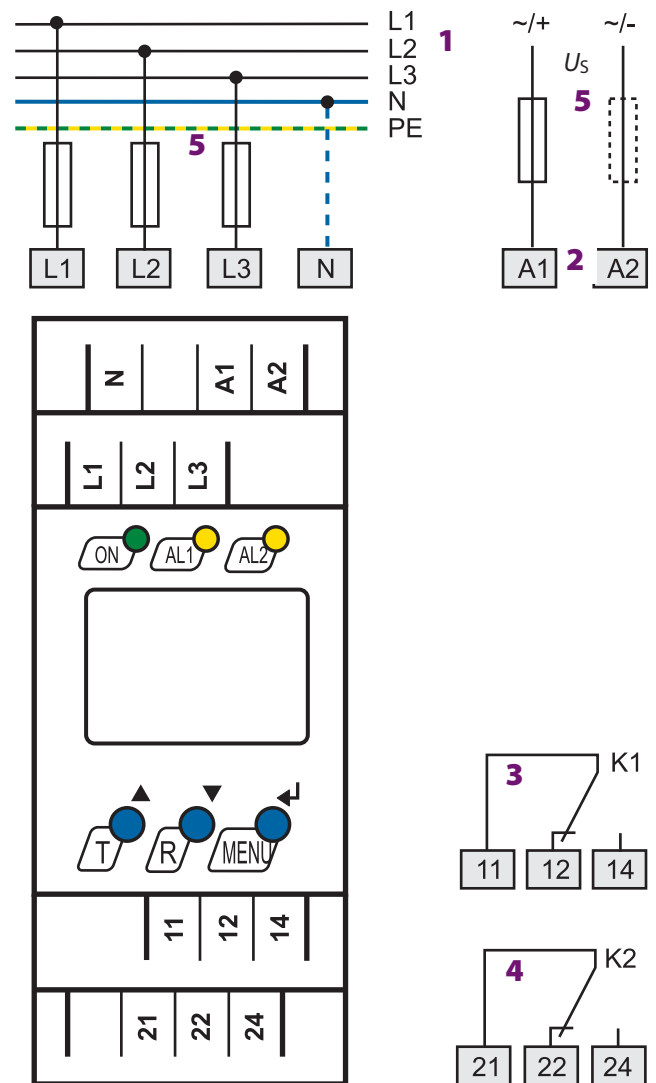 L1 ~/+ ~/-
L2 1
L3 U_S
N 5
PE
5
L1 L2 L3 N A1 2 A2
N A1 A2
L1 L2 L3
ON AL1 AL2
▲ ▼ ↵
T R MENU
3 K1
11 12 14
11 12 14
4 K2
21 22 24
21 22 24